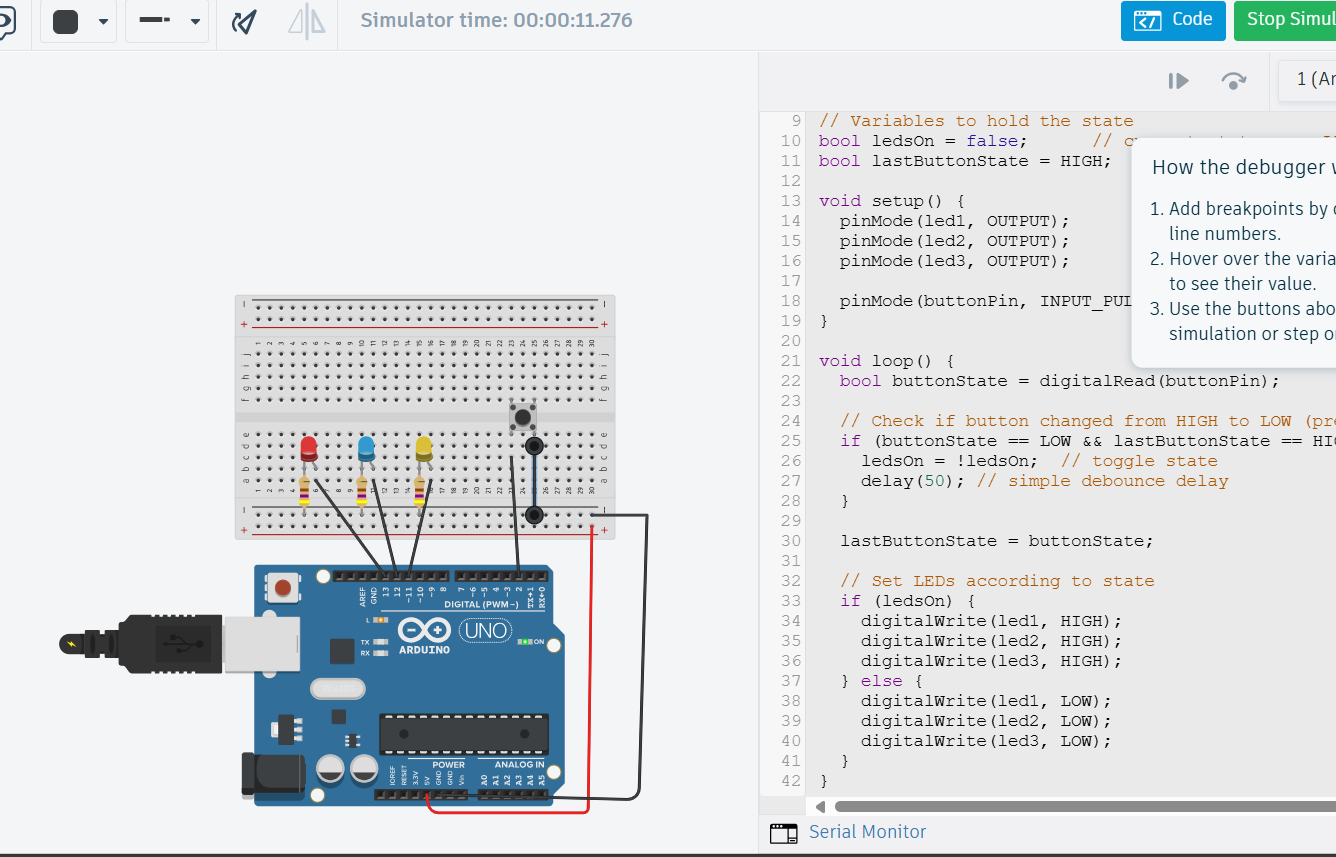 Simulator time: 00:00:11.276
Code
Stop Simul
1 (Ar
9 // Variables to hold the state
10 bool ledsOn = false; // c
11 bool lastButtonState = HIGH;
12
13 void setup() {
14 pinMode(led1, OUTPUT);
15 pinMode(led2, OUTPUT);
16 pinMode(led3, OUTPUT);
17
18 pinMode(buttonPin, INPUT_PUL
19 }
20
21 void loop() {
22 bool buttonState = digitalRead(buttonPin);
23
24 // Check if button changed from HIGH to LOW (pre
25 if (buttonState == LOW && lastButtonState == HIG
26 ledsOn = !ledsOn; // toggle state
27 delay(50); // simple debounce delay
28 }
29
30 lastButtonState = buttonState;
31
32 // Set LEDs according to state
33 if (ledsOn) {
34 digitalWrite(led1, HIGH);
35 digitalWrite(led2, HIGH);
36 digitalWrite(led3, HIGH);
37 } else {
38 digitalWrite(led1, LOW);
39 digitalWrite(led2, LOW);
40 digitalWrite(led3, LOW);
41 }
42 }
How the debugger w
1. Add breakpoints by c
line numbers.
2. Hover over the varia
to see their value.
3. Use the buttons abo
simulation or step o
Serial Monitor
AREF
GND
13
12
~11
~10
~9
8
7
~6
~5
4
~3
2
TX→1
RX←0
DIGITAL (PWM~)
L
TX
RX
ARDUINO
UNO
ON
POWER
ANALOG IN
IOREF
RESET
3.3V
5V
GND
GND
Vin
A0
A1
A2
A3
A4
A5